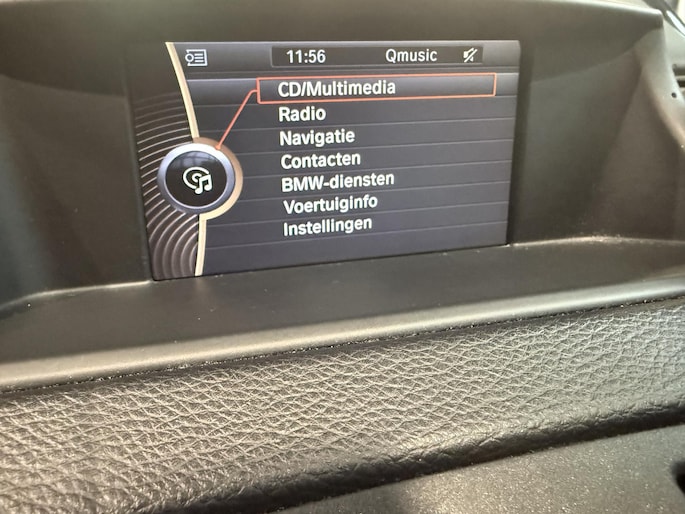 11:56 Qmusic
CD/Multimedia
Radio
Navigatie
Contacten
BMW-diensten
Voertuiginfo
Instellingen